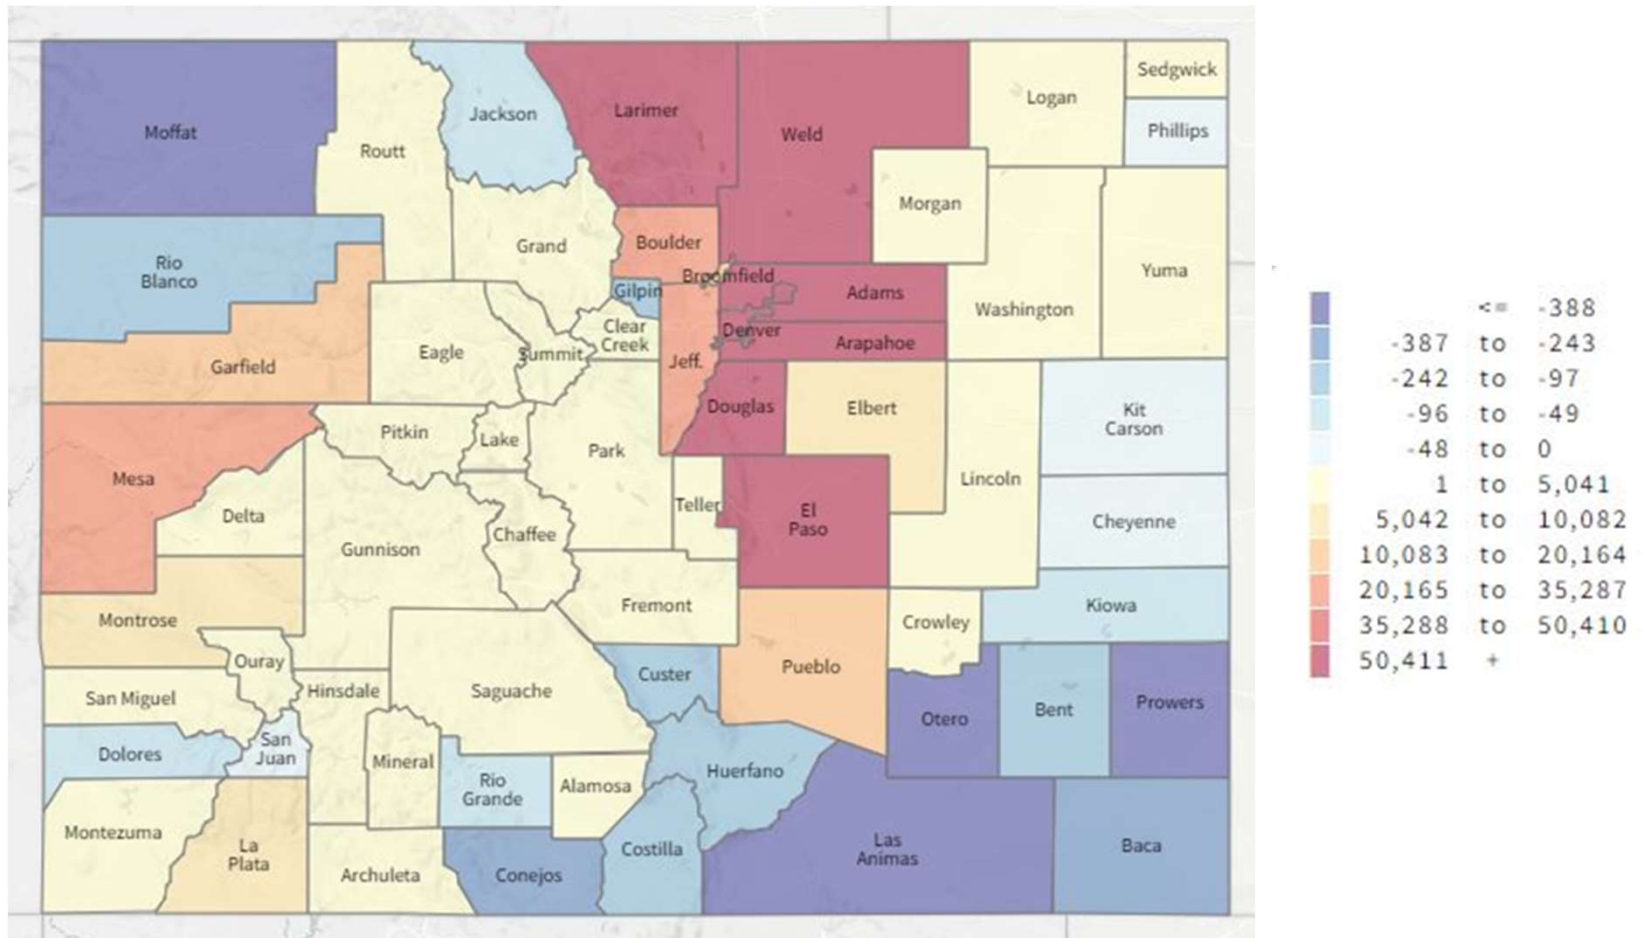 Moffat
Routt
Jackson
Larimer
Weld
Logan
Sedgwick
Phillips
Morgan
Rio
Blanco
Grand
Boulder
Broomfield
Gilpin
Adams
Yuma
Washington
Clear
Creek
Denver
Arapahoe
Garfield
Eagle
Summit
Jeff.
Douglas
Elbert
Kit
Carson
Pitkin
Lake
Park
Mesa
Lincoln
Delta
Teller
El
Paso
Cheyenne
Gunnison
Chaffee
Fremont
Kiowa
Montrose
Crowley
Ouray
Pueblo
San Miguel
Hinsdale
Saguache
Custer
Otero
Bent
Prowers
Dolores
San
Juan
Mineral
Rio
Grande
Alamosa
Huerfano
Montezuma
La
Plata
Archuleta
Conejos
Costilla
Las
Animas
Baca
<= -388
-387 to -243
-242 to -97
-96 to -49
-48 to 0
1 to 5,041
5,042 to 10,082
10,083 to 20,164
20,165 to 35,287
35,288 to 50,410
50,411 +